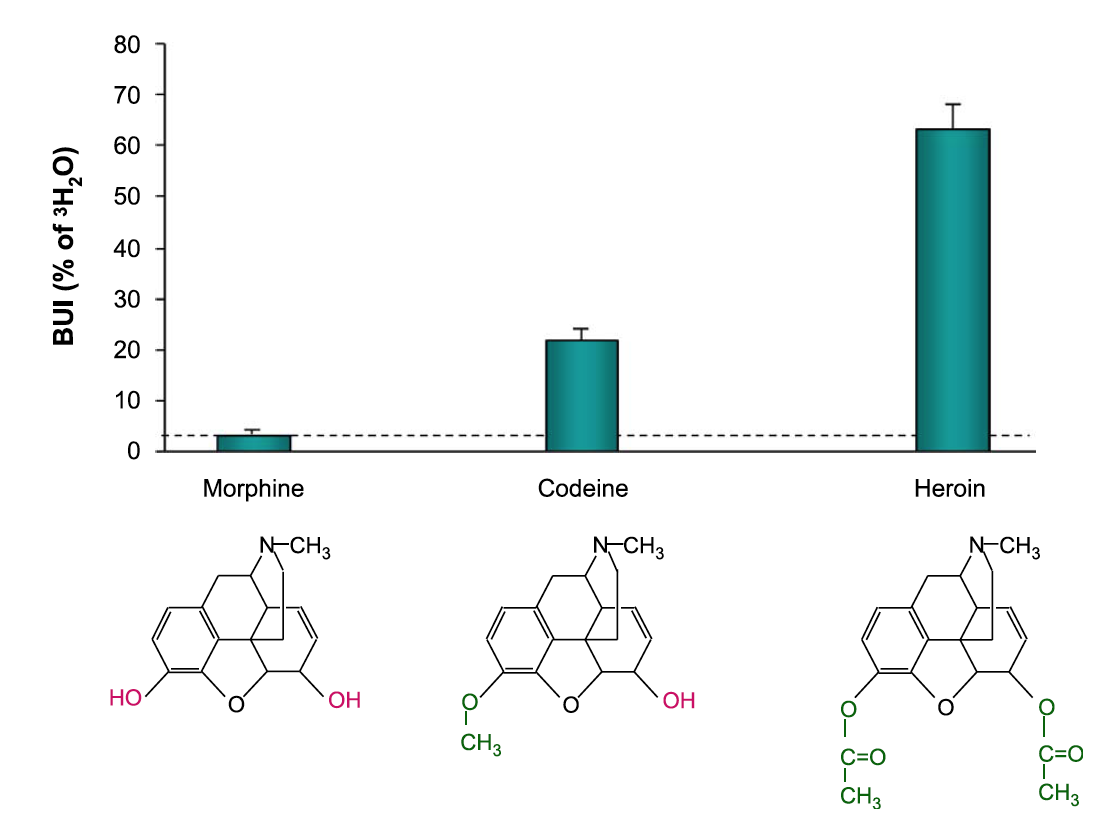 80
70
60
50
40
30
20
10
0
BUI (% of ³H₂O)
Morphine Codeine Heroin
N CH₃ N CH₃ N CH₃
HO O OH O O OH O O O
CH₃ C=O C=O
CH₃ CH₃